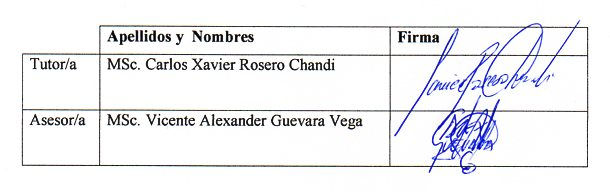 Apellidos y Nombres Firma
Tutor/a MSc. Carlos Xavier Rosero Chandi
Asesor/a MSc. Vicente Alexander Guevara Vega